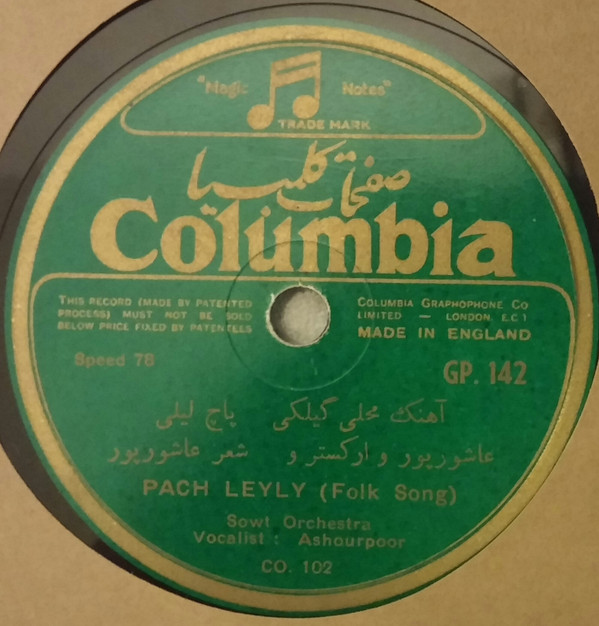 "Magic Notes"
TRADE MARK
صفحات کلمبیا
Columbia
THIS RECORD (MADE BY PATENTED
PROCESS) MUST NOT BE SOLD
BELOW PRICE FIXED BY PATENTEES
COLUMBIA GRAPHOPHONE CO
LIMITED — LONDON. E.C.1
MADE IN ENGLAND
Speed 78
GP. 142
آهنگ محلی گیلکی پاچ لیلی
عاشورپور و ارکستر و شعر عاشورپور
PACH LEYLY (Folk Song)
Sowt Orchestra
Vocalist : Ashourpoor
CO. 102